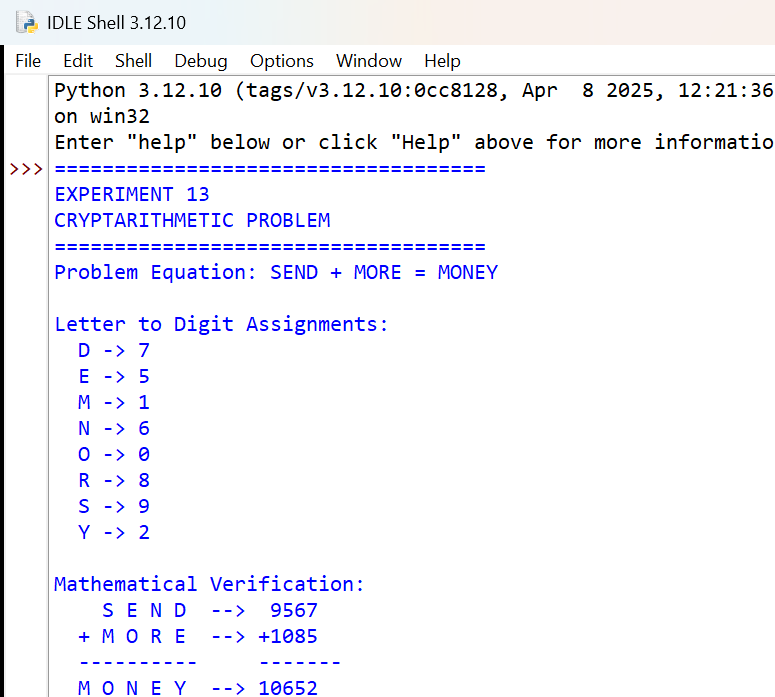 IDLE Shell 3.12.10
File Edit Shell Debug Options Window Help
Python 3.12.10 (tags/v3.12.10:0cc8128, Apr  8 2025, 12:21:36
on win32
Enter "help" below or click "Help" above for more informatio
>>> ====================================
EXPERIMENT 13
CRYPTARITHMETIC PROBLEM
====================================
Problem Equation: SEND + MORE = MONEY
Letter to Digit Assignments:
  D -> 7
  E -> 5
  M -> 1
  N -> 6
  O -> 0
  R -> 8
  S -> 9
  Y -> 2
Mathematical Verification:
    S E N D  -->  9567
  + M O R E  --> +1085
  ----------     -------
  M O N E Y  --> 10652